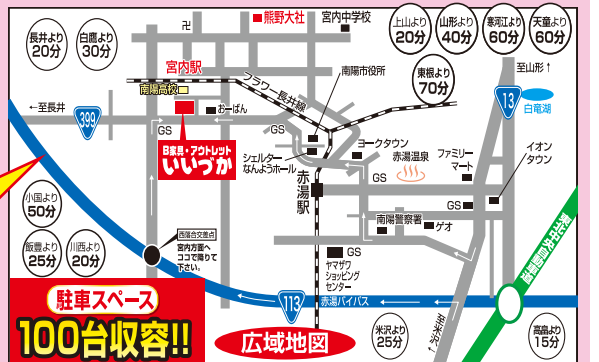 長井より
20分
白鷹より
30分
卍
熊野大社
宮内中学校
上山より
20分
山形より
40分
寒河江より
60分
天童より
60分
東根より
70分
至山形↑
宮内駅
南陽高校
フラワー長井線
南陽市役所
←至長井
399
おーばん
13
白竜湖
GS
B家具・アウトレット
いいづか
GS
シェルター
なんようホール
ヨークタウン
赤湯温泉
GS
ファミリー
マート
イオン
タウン
赤湯駅
小国より
50分
飯豊より
25分
川西より
20分
西落合交差点
宮内方面へ
ココで降りて
下さい。
南陽警察署
ゲオ
GS
GS
ヤマザワ
ショッピング
センター
113
赤湯バイパス
至米沢
駐車スペース
100台収容!!
広域地図
米沢より
25分
高畠より
15分